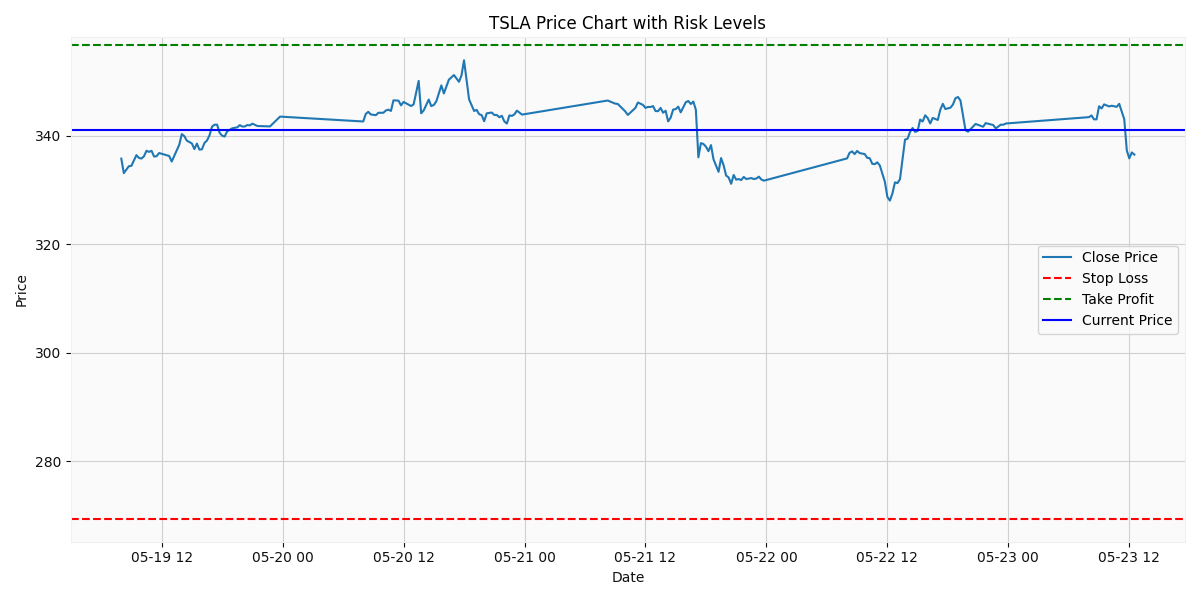 TSLA Price Chart with Risk Levels
Price
340
320
300
280
Close Price
Stop Loss
Take Profit
Current Price
05-19 12
05-20 00
05-20 12
05-21 00
05-21 12
05-22 00
05-22 12
05-23 00
05-23 12
Date